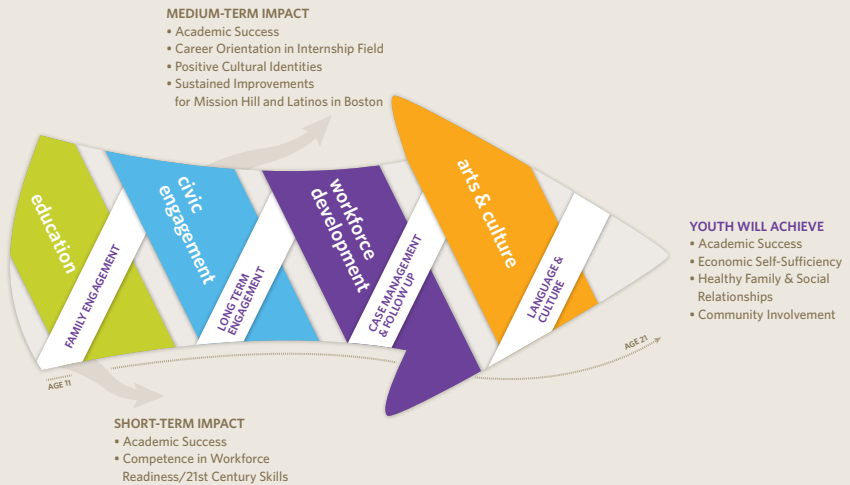 MEDIUM-TERM IMPACT
▪ Academic Success
▪ Career Orientation in Internship Field
▪ Positive Cultural Identities
▪ Sustained Improvements
for Mission Hill and Latinos in Boston
education
FAMILY ENGAGEMENT
civic
engagement
LONG TERM
ENGAGEMENT
workforce
development
CASE MANAGEMENT
& FOLLOW UP
arts & culture
LANGUAGE &
CULTURE
YOUTH WILL ACHIEVE
▪ Academic Success
▪ Economic Self-Sufficiency
▪ Healthy Family & Social
Relationships
▪ Community Involvement
AGE 11
AGE 21
SHORT-TERM IMPACT
▪ Academic Success
▪ Competence in Workforce
Readiness/21st Century Skills